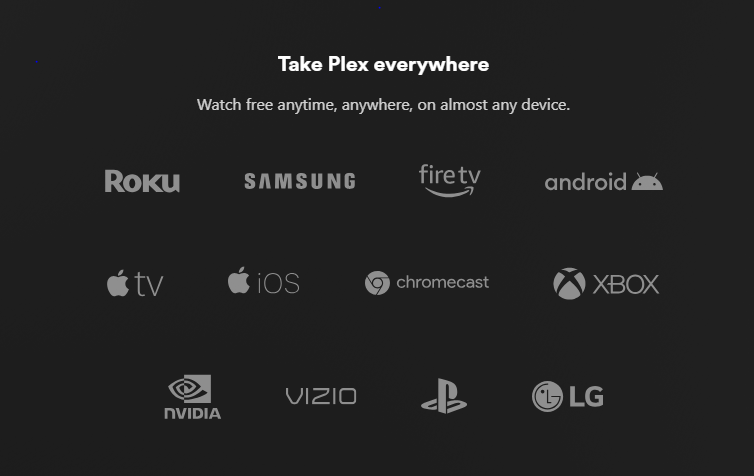 Take Plex everywhere
Watch free anytime, anywhere, on almost any device.
ROKU SAMSUNG fire tv android
tv iOS chromecast XBOX
NVIDIA VIZIO LG